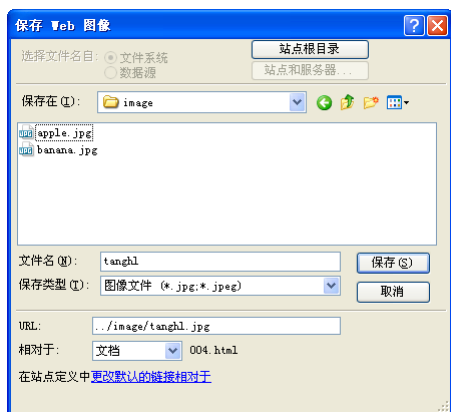 保存 Web 图像
选择文件名自: 文件系统 站点根目录
数据源 站点和服务器...
保存在(I): image
apple.jpg
banana.jpg
文件名(N): tanghl 保存(S)
保存类型(T): 图像文件 (*.jpg;*.jpeg) 取消
URL: ../image/tanghl.jpg
相对于: 文档 004.html
在站点定义中更改默认的链接相对于